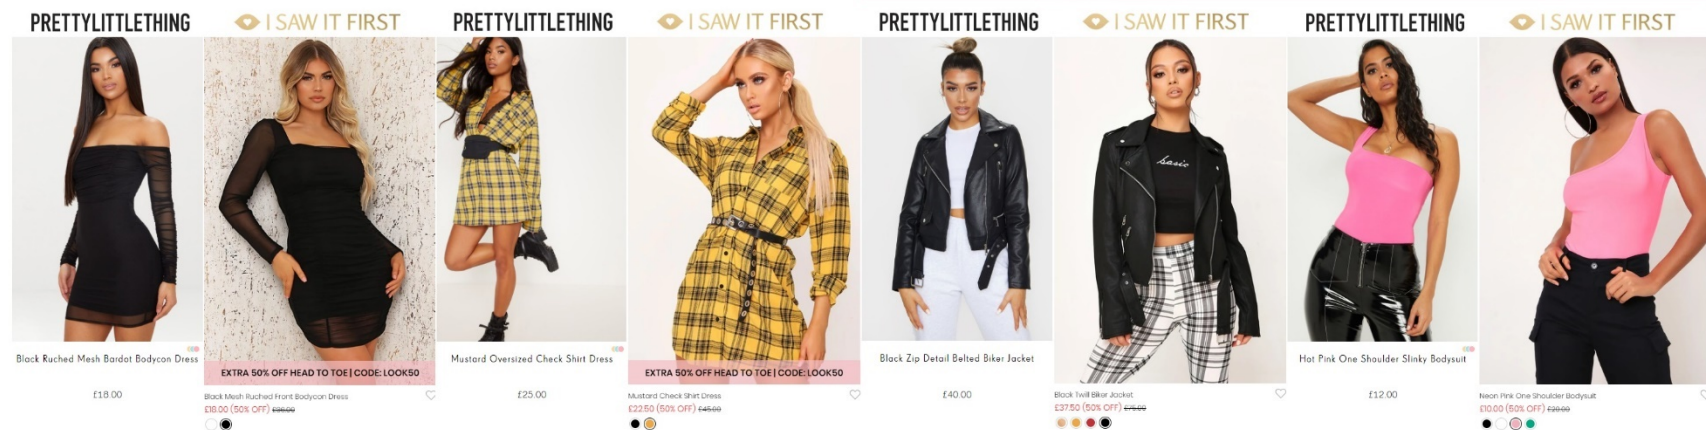 PRETTYLITTLETHING
Black Ruched Mesh Bardot Bodycon Dress
£18.00
I SAW IT FIRST
EXTRA 50% OFF HEAD TO TOE | CODE: LOOK50
Black Mesh Ruched Front Bodycon Dress
£18.00 (50% OFF) £36.00
PRETTYLITTLETHING
Mustard Oversized Check Shirt Dress
£25.00
I SAW IT FIRST
EXTRA 50% OFF HEAD TO TOE | CODE: LOOK50
Mustard Check Shirt Dress
£22.50 (50% OFF) £45.00
PRETTYLITTLETHING
Black Zip Detail Belted Biker Jacket
£40.00
I SAW IT FIRST
basic
Black Twill Biker Jacket
£37.50 (50% OFF) £75.00
PRETTYLITTLETHING
Hot Pink One Shoulder Slinky Bodysuit
£12.00
I SAW IT FIRST
Neon Pink One Shoulder Bodysuit
£10.00 (50% OFF) £20.00